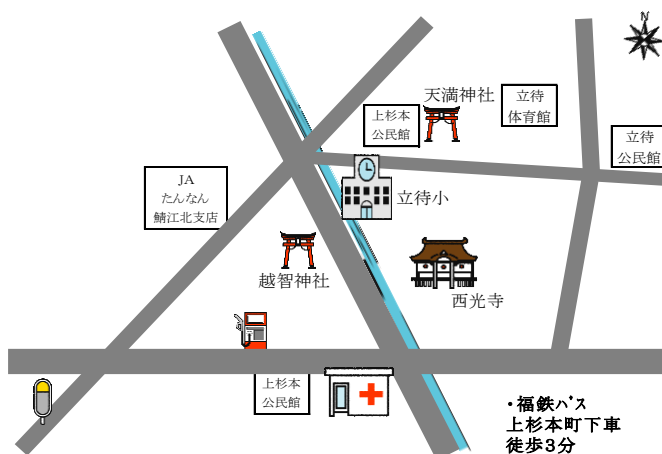 天満神社
立待
体育館
上杉本
公民館
立待
公民館
JA
たんなん
鯖江北支店
立待小
越智神社
西光寺
上杉本
公民館
・福鉄バス
上杉本町下車
徒歩3分